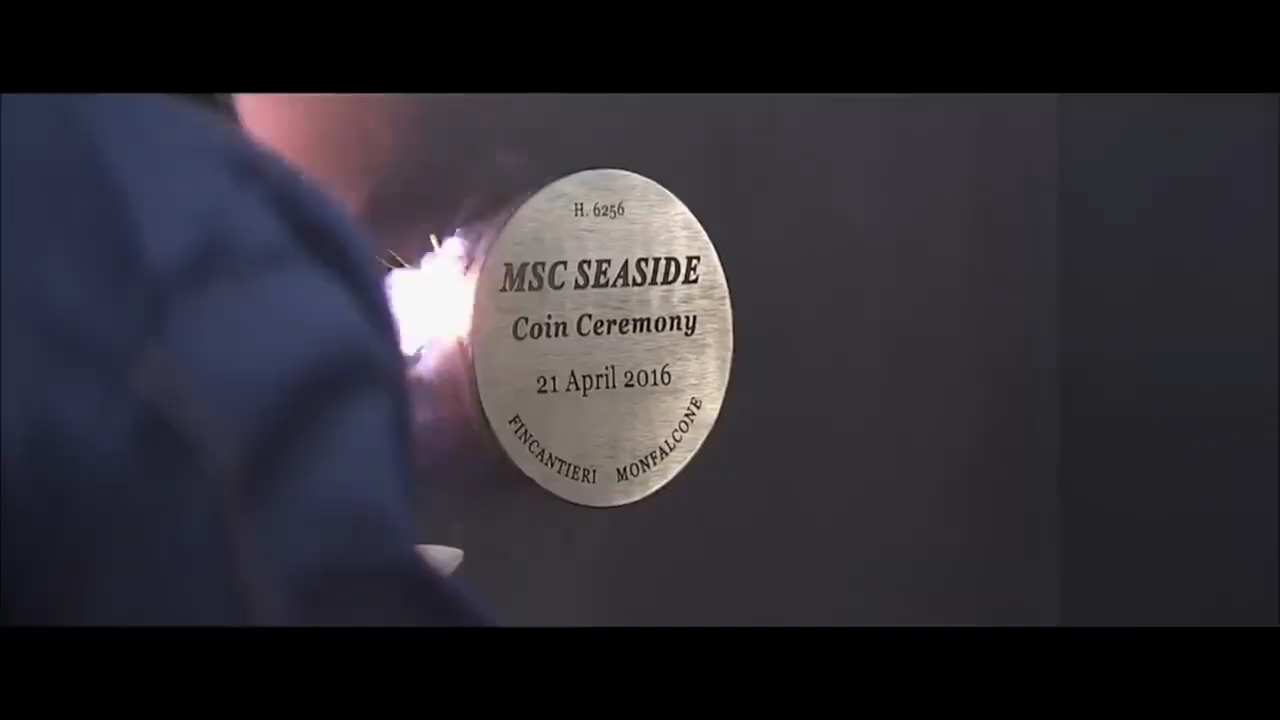 H. 6256
MSC SEASIDE
Coin Ceremony
21 April 2016
FINCANTIERI MONFALCONE